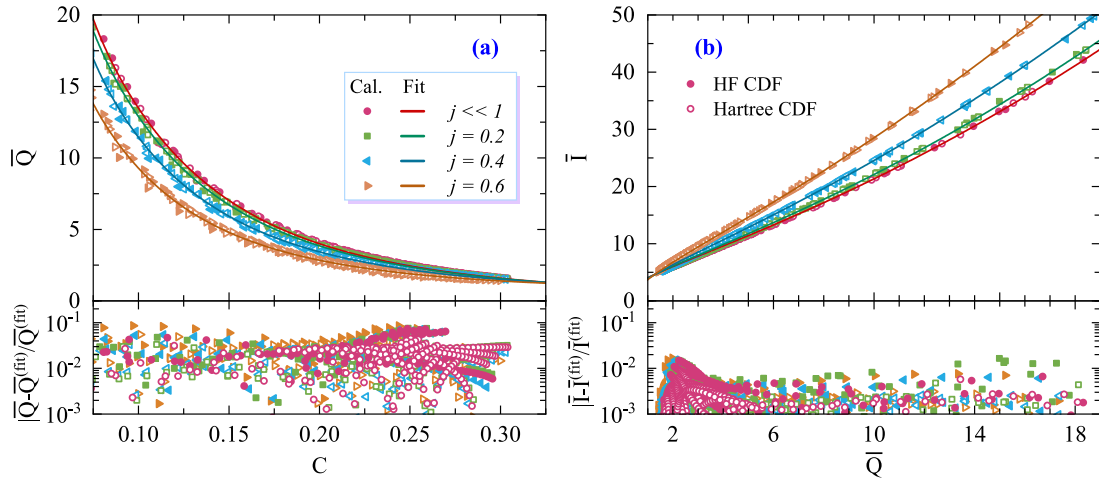 20
15
10
5
0
Q̅
(a)
Cal. Fit
j << 1
j = 0.2
j = 0.4
j = 0.6
10⁻¹
10⁻²
10⁻³
|Q̅-Q̅⁽ᶠⁱᵗ⁾|/Q̅⁽ᶠⁱᵗ⁾
0.10 0.15 0.20 0.25 0.30
C
50
40
30
20
10
0
I̅
(b)
HF CDF
Hartree CDF
10⁻¹
10⁻²
10⁻³
|I̅-I̅⁽ᶠⁱᵗ⁾|/I̅⁽ᶠⁱᵗ⁾
2 6 10 14 18
Q̅